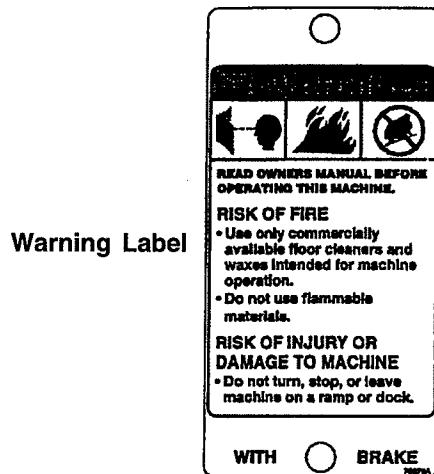 Warning Label
READ OWNERS MANUAL BEFORE
OPERATING THIS MACHINE.
RISK OF FIRE
• Use only commercially
available floor cleaners and
waxes intended for machine
operation.
• Do not use flammable
materials.
RISK OF INJURY OR
DAMAGE TO MACHINE
• Do not turn, stop, or leave
machine on a ramp or dock.
WITH BRAKE